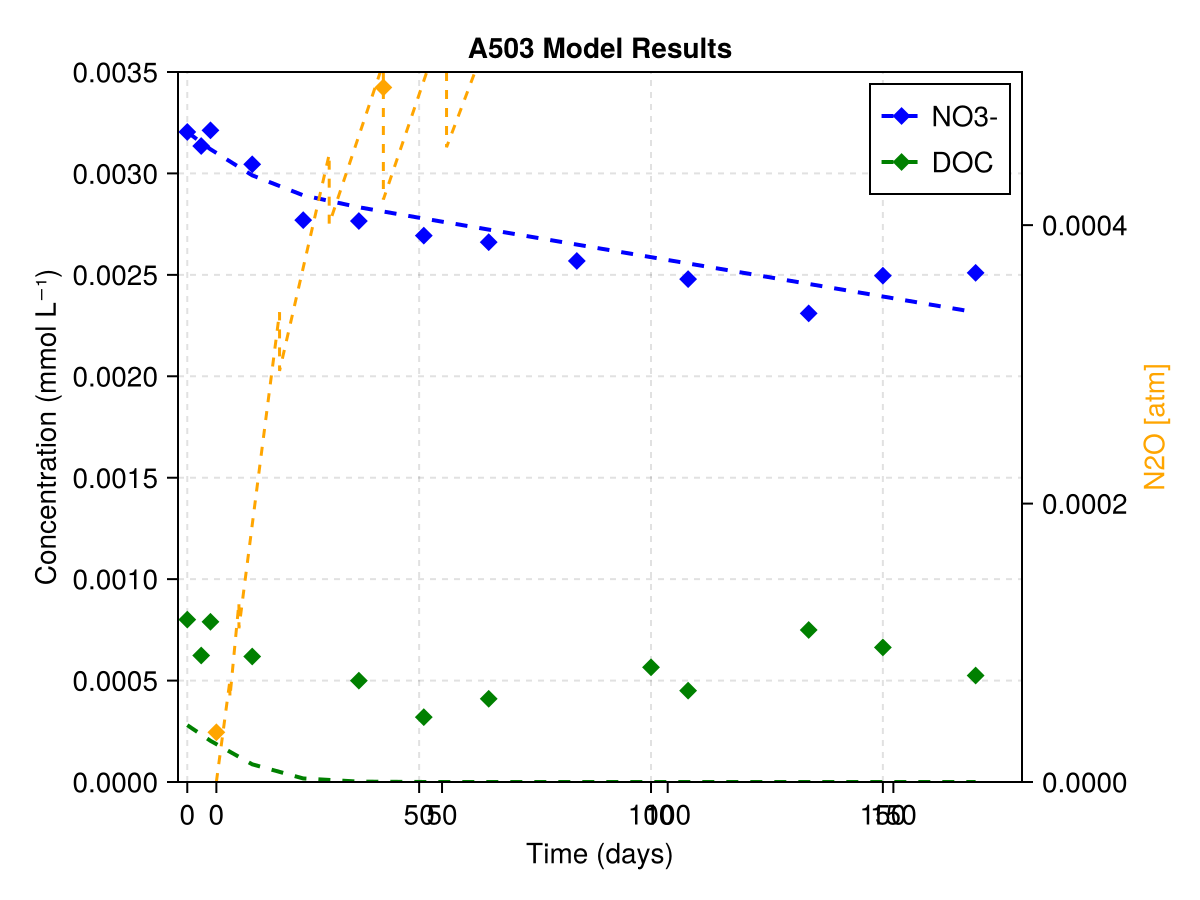 A503 Model Results
0.0035
0.0030
0.0025
0.0020
0.0015
0.0010
0.0005
0.0000
Concentration (mmol L⁻¹)
NO3-
DOC
0.0004
0.0002
0.0000
N2O [atm]
0 0 50 50 100 100 150 150
Time (days)